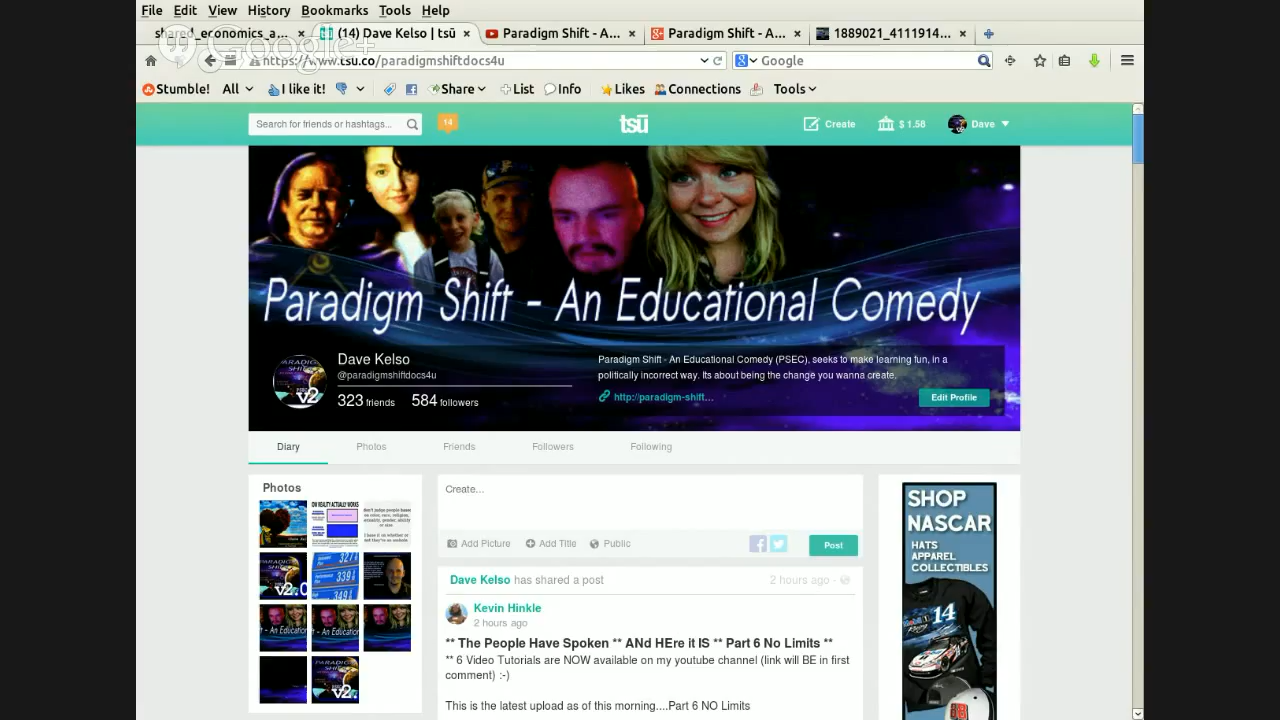 File Edit View History Bookmarks Tools Help
shared_economics_a... × (14) Dave Kelso | tsū × Paradigm Shift - A... × Paradigm Shift - A... × 1889021_4111914... ×
Google+
https://www.tsu.co/paradigmshiftdocs4u
Google
Stumble! All I like it! Share List Info Likes Connections Tools
Search for friends or hashtags... 14 tsū Create $ 1.58 Dave
Paradigm Shift - An Educational Comedy
Dave Kelso
@paradigmshiftdocs4u
323 friends 584 followers
Paradigm Shift - An Educational Comedy (PSEC), seeks to make learning fun, in a
politically incorrect way. Its about being the change you wanna create.
http://paradigm-shift...
Edit Profile
Diary Photos Friends Followers Following
Photos
Create...
Add Picture Add Title Public
Post
Dave Kelso has shared a post 2 hours ago
Kevin Hinkle
2 hours ago
** The People Have Spoken ** ANd HEre it IS ** Part 6 No Limits **
** 6 Video Tutorials are NOW available on my youtube channel (link will BE in first
comment) :-)
This is the latest upload as of this morning....Part 6 NO Limits
SHOP
NASCAR
HATS
APPAREL
COLLECTIBLES
14